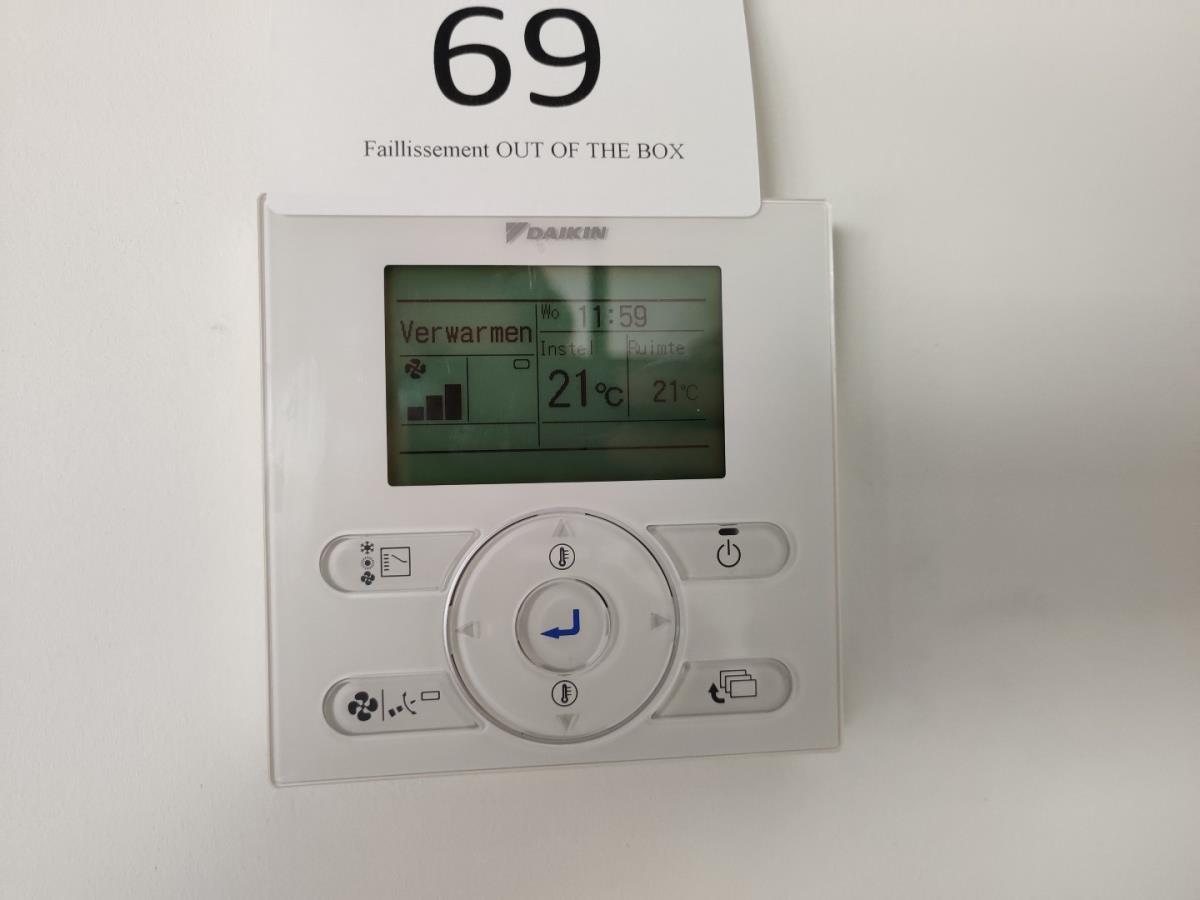 69
Faillissement OUT OF THE BOX
DAIKIN
Verwarmen
Wo 11:59
Instel Ruimte
21°C 21°C